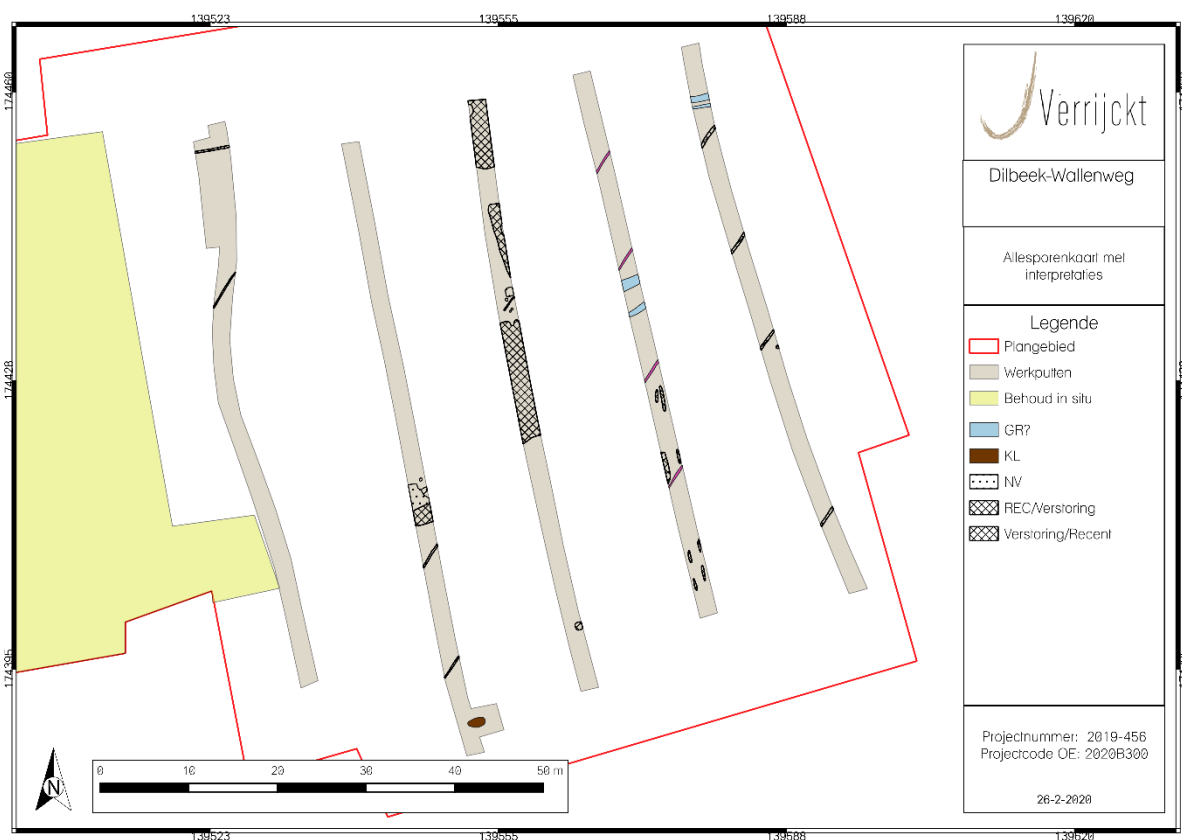 139523 139555 139588 139620
174460
174428
174395
Verrijckt
Dilbeek-Wallenweg
Allesporenkaart met
interpretaties
Legende
Plangebied
Werkputten
Behoud in situ
GR?
KL
NV
REC/Verstoring
Verstoring/Recent
Projectnummer: 2019-456
Projectcode OE: 2020B300
26-2-2020
N
0 10 20 30 40 50 m
139523 139555 139588 139620